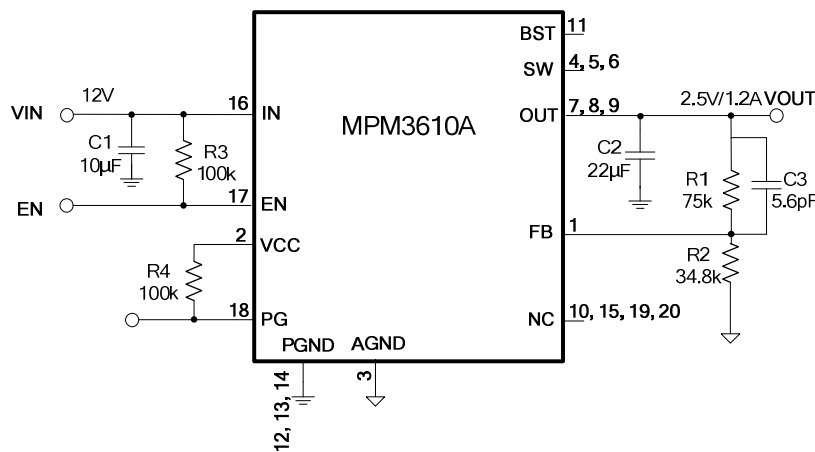 BST 11
SW 4, 5, 6
VIN 12V 16 IN
MPM3610A
OUT 7, 8, 9 2.5V/1.2A VOUT
C1
10µF
R3
100k
C2
22µF
R1
75k
C3
5.6pF
EN 17 EN
2 VCC
FB 1
R4
100k
R2
34.8k
18 PG
NC 10, 15, 19, 20
PGND AGND
12, 13, 14
3